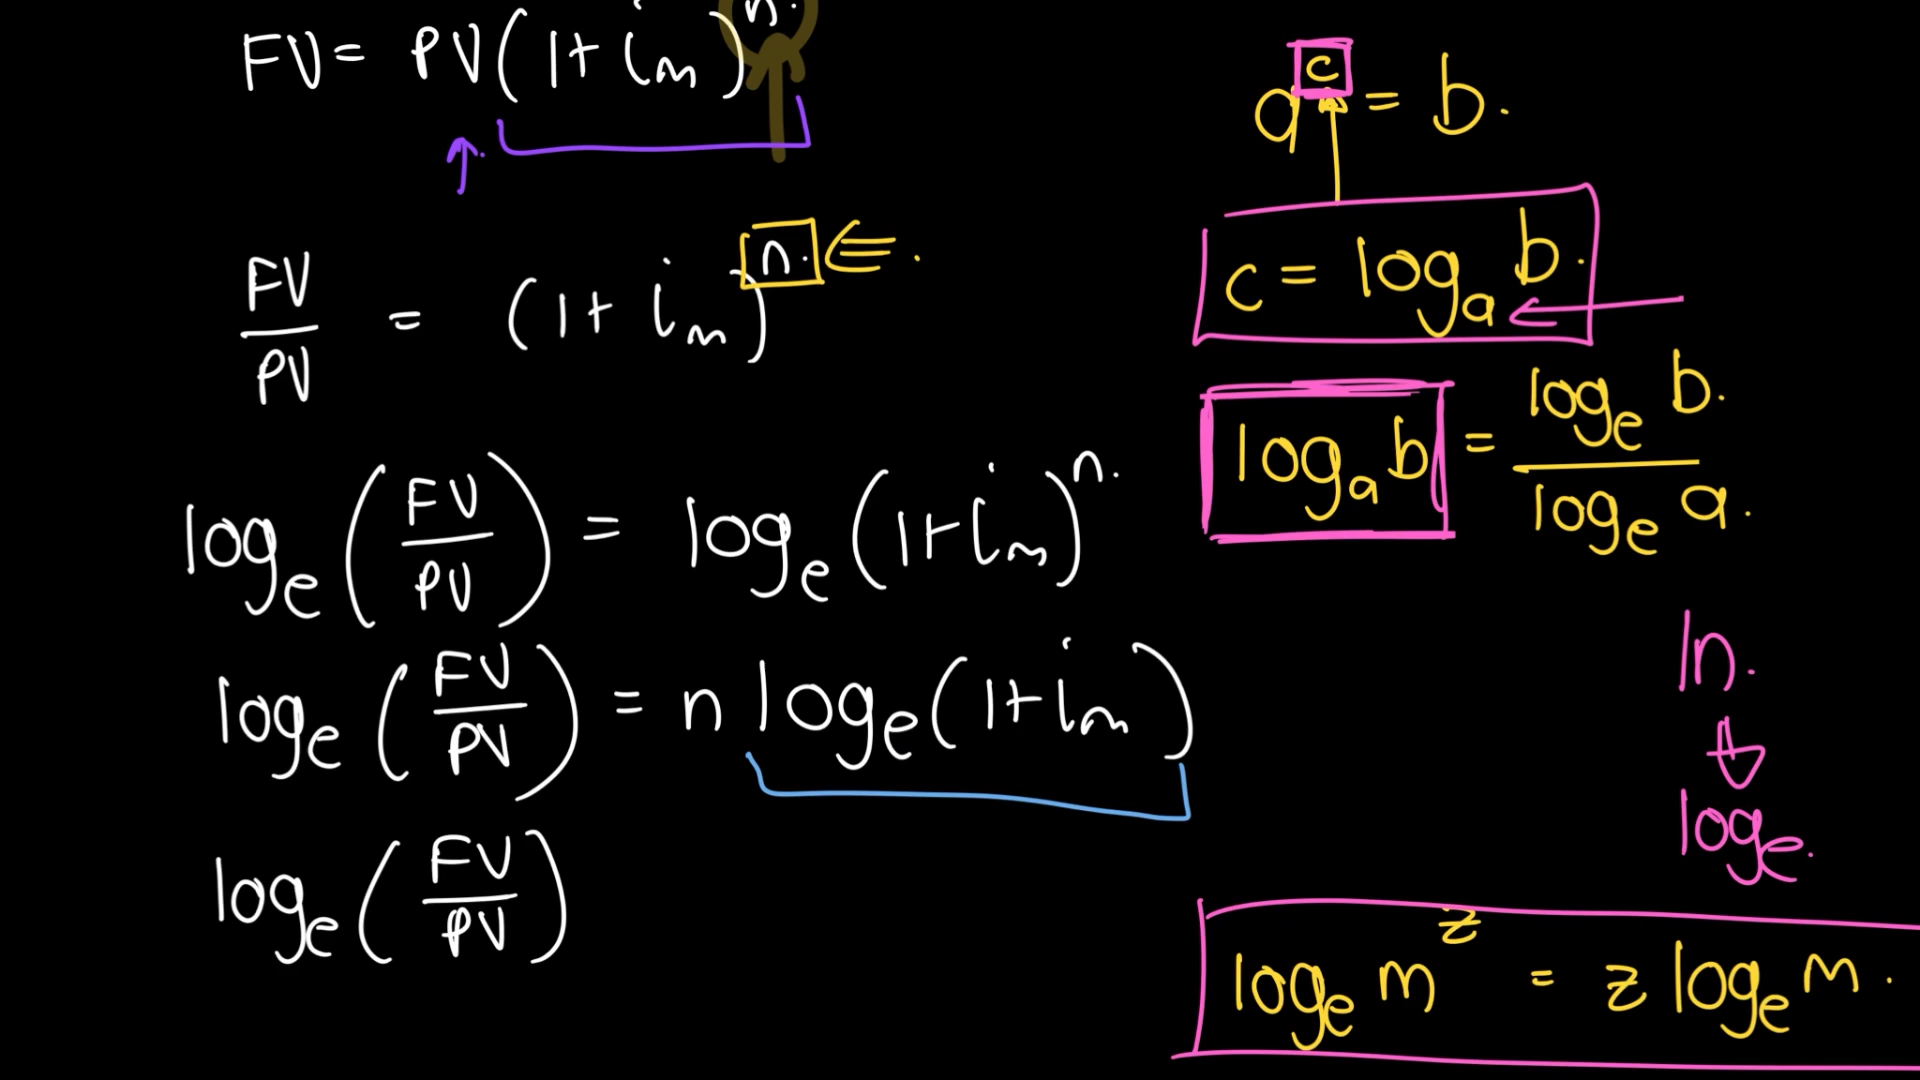 FV = PV(1+i_m)^n.
FV/PV = (1+i_m)^n.
log_e(FV/PV) = log_e(1+i_m)^n.
log_e(FV/PV) = n log_e(1+i_m)
log_e(FV/PV)
a^c = b.
c = log_a b.
log_a b = log_e b. / log_e a.
ln.
log_e.
log_e m^z = z log_e m.